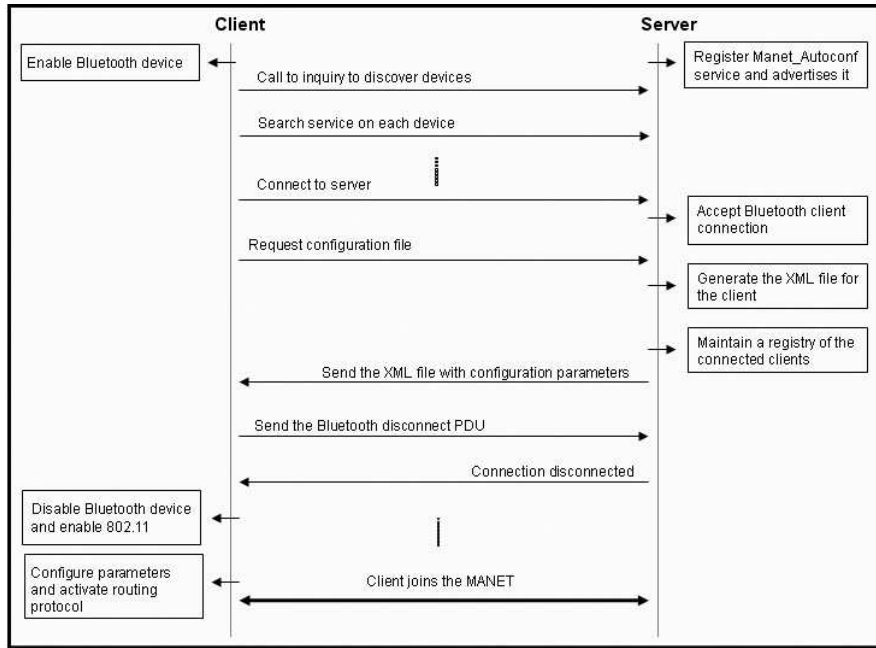 Client
Server
Enable Bluetooth device
Register Manet_Autoconf
service and advertises it
Call to inquiry to discover devices
Search service on each device
Connect to server
Accept Bluetooth client
connection
Request configuration file
Generate the XML file for
the client
Maintain a registry of the
connected clients
Send the XML file with configuration parameters
Send the Bluetooth disconnect PDU
Connection disconnected
Disable Bluetooth device
and enable 802.11
Configure parameters
and activate routing
protocol
Client joins the MANET